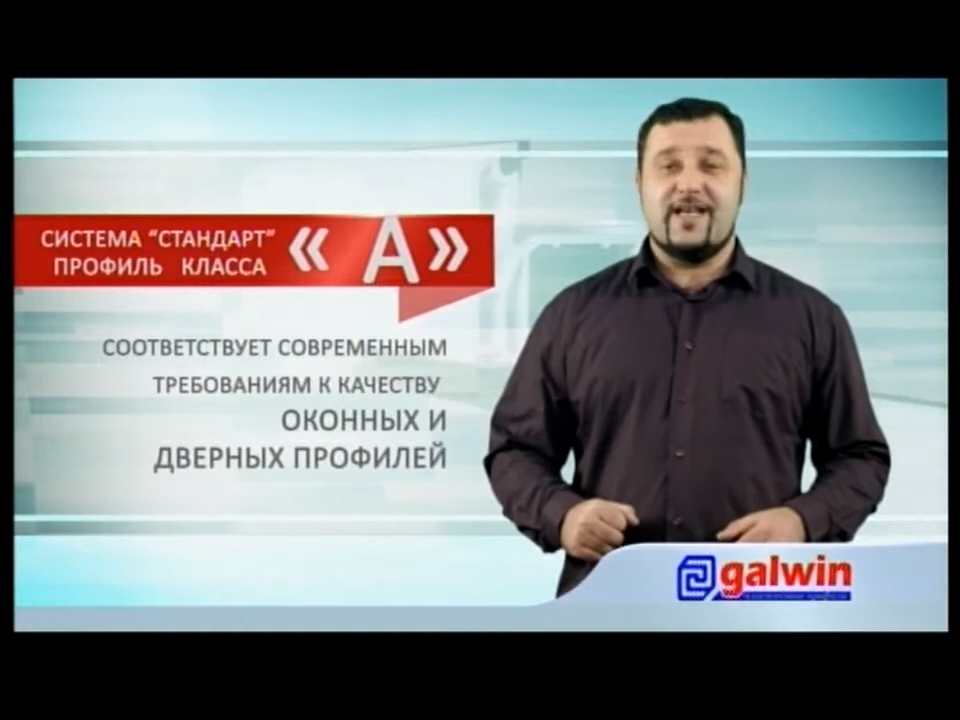 СИСТЕМА “СТАНДАРТ”
ПРОФИЛЬ КЛАССА
« А»
СООТВЕТСТВУЕТ СОВРЕМЕННЫМ
ТРЕБОВАНИЯМ К КАЧЕСТВУ
ОКОННЫХ И
ДВЕРНЫХ ПРОФИЛЕЙ
galwin